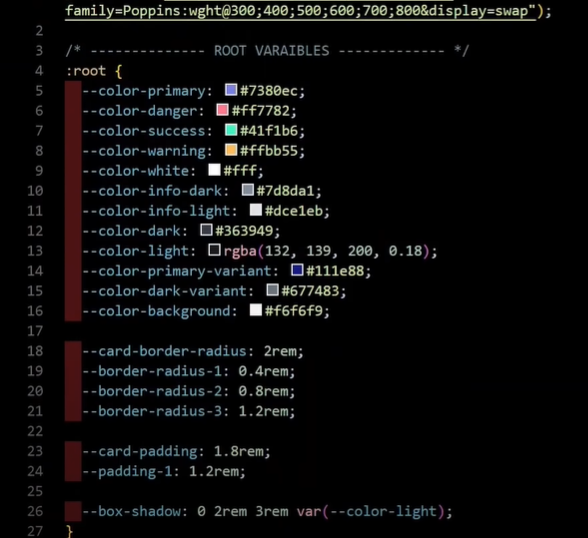 family=Poppins:wght@300;400;500;600;700;800&display=swap");
2
3 /* -------------- ROOT VARAIBLES ------------- */
4 :root {
5 --color-primary: #7380ec;
6 --color-danger: #ff7782;
7 --color-success: #41f1b6;
8 --color-warning: #ffbb55;
9 --color-white: #fff;
10 --color-info-dark: #7d8da1;
11 --color-info-light: #dce1eb;
12 --color-dark: #363949;
13 --color-light: rgba(132, 139, 200, 0.18);
14 --color-primary-variant: #111e88;
15 --color-dark-variant: #677483;
16 --color-background: #f6f6f9;
17
18 --card-border-radius: 2rem;
19 --border-radius-1: 0.4rem;
20 --border-radius-2: 0.8rem;
21 --border-radius-3: 1.2rem;
22
23 --card-padding: 1.8rem;
24 --padding-1: 1.2rem;
25
26 --box-shadow: 0 2rem 3rem var(--color-light);
27 }